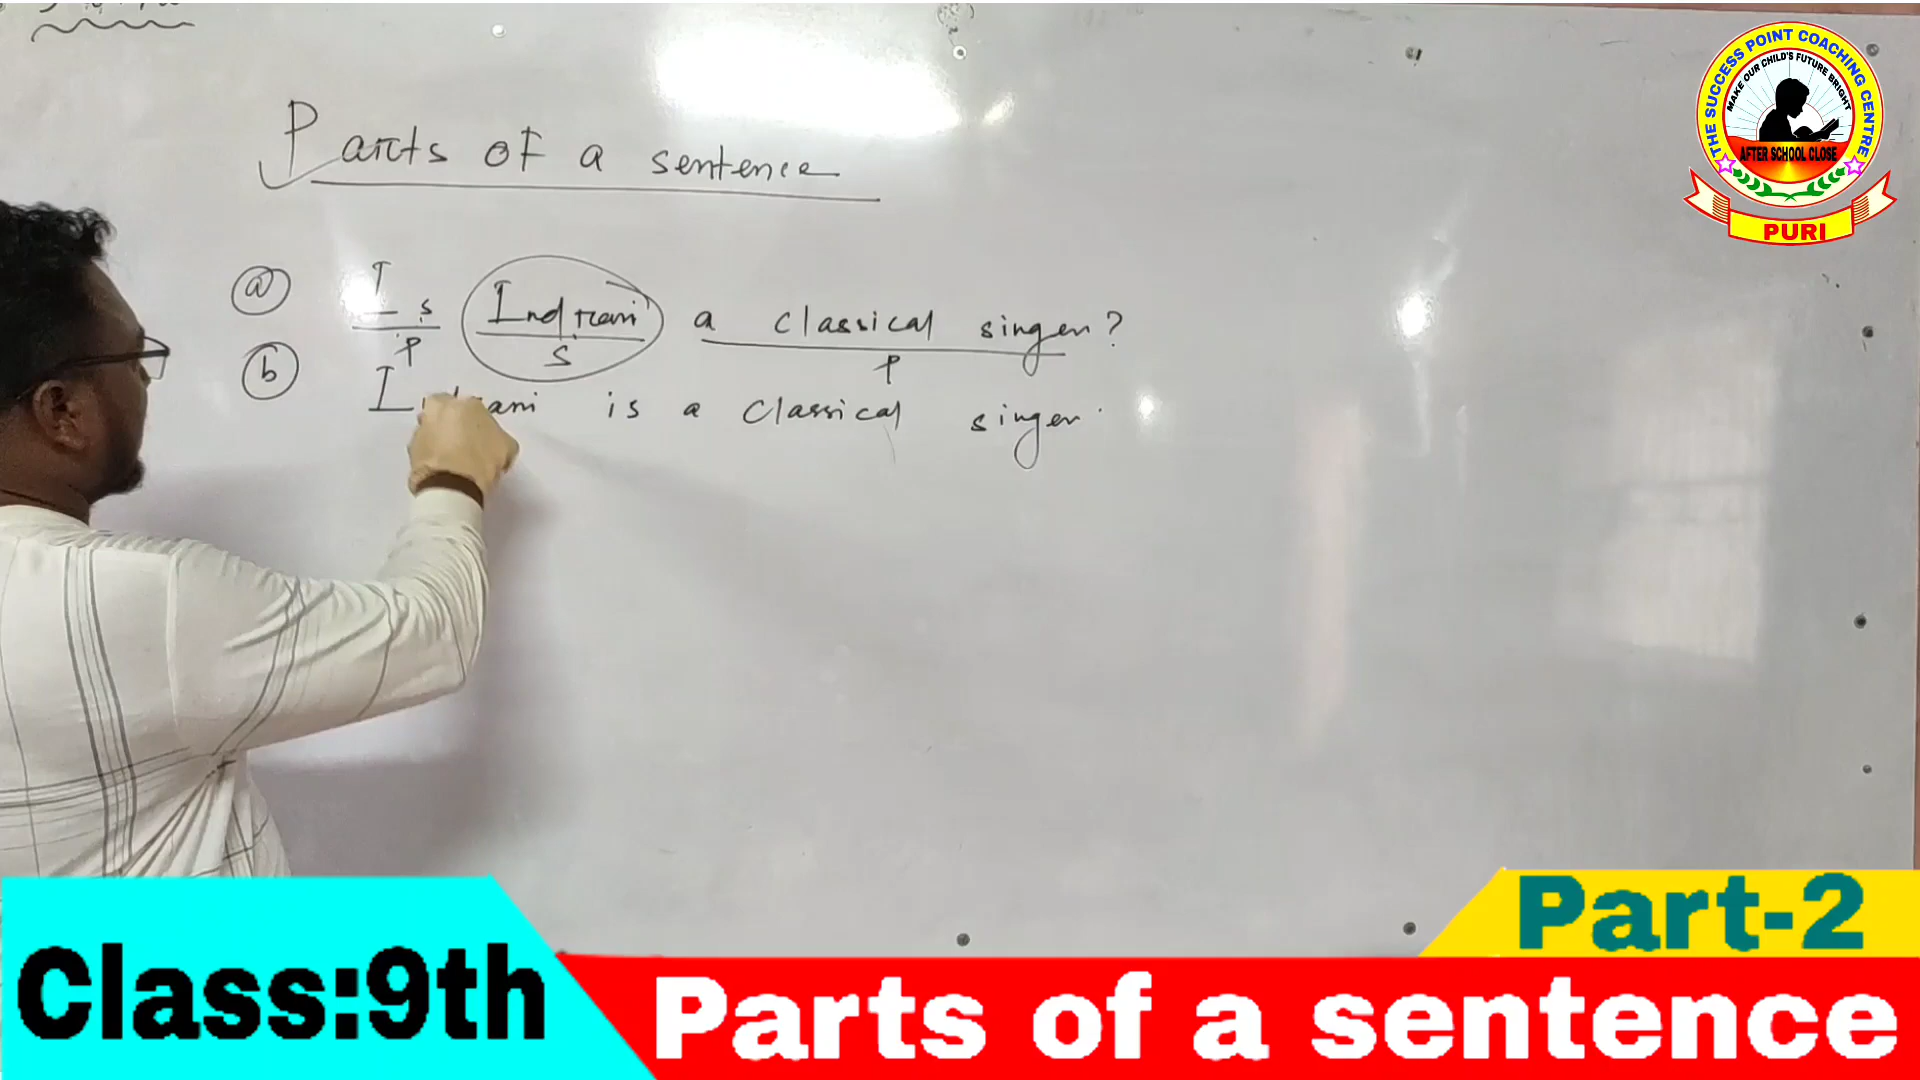 THE SUCCESS POINT COACHING CENTRE
MAKE OUR CHILD'S FUTURE BRIGHT
AFTER SCHOOL CLOSE
PURI
Parts of a sentence
(a) Is Indrani a classical singer?
P S P
(b) Indrani is a classical singer.
Part-2
Class:9th
Parts of a sentence